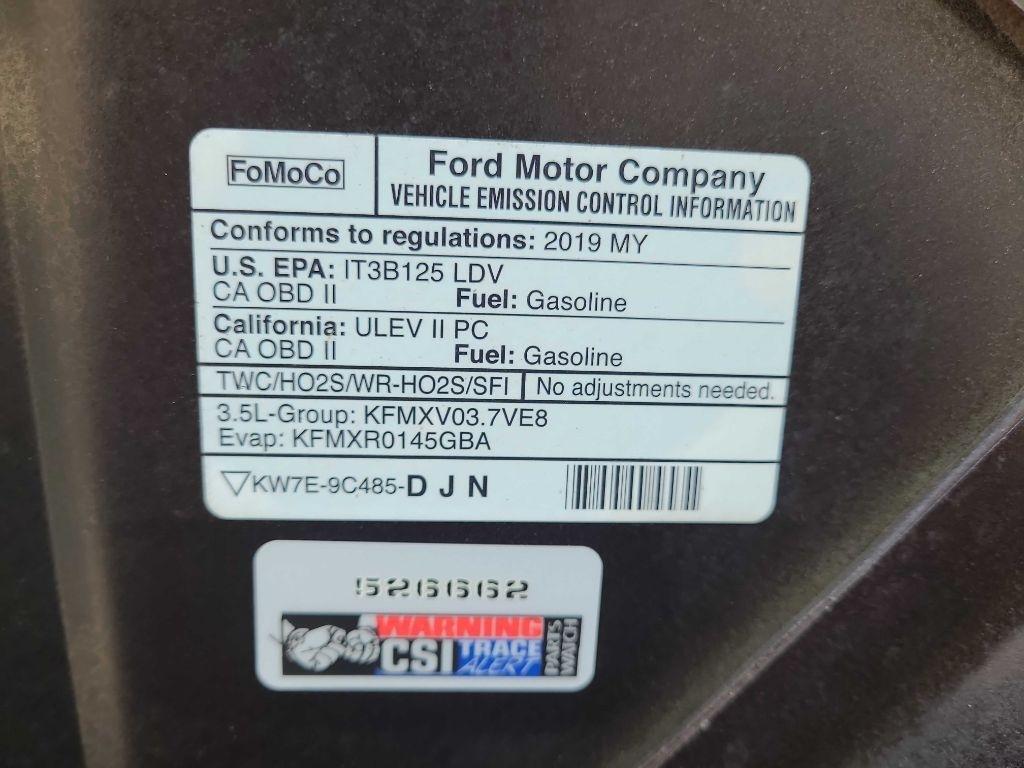 FoMoCo
Ford Motor Company
VEHICLE EMISSION CONTROL INFORMATION
Conforms to regulations: 2019 MY
U.S. EPA: IT3B125 LDV
CA OBD II Fuel: Gasoline
California: ULEV II PC
CA OBD II Fuel: Gasoline
TWC/HO2S/WR-HO2S/SFI No adjustments needed.
3.5L-Group: KFMXV03.7VE8
Evap: KFMXR0145GBA
KW7E-9C485-D J N
526662
WARNING
CSI TRACE
ALERT
PARTS
WATCH